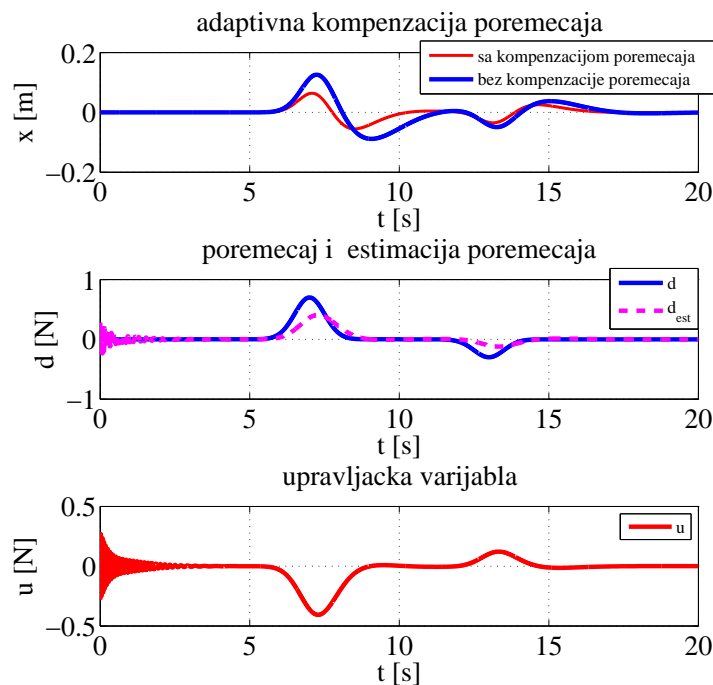 adaptivna kompenzacija poremecaja
sa kompenzacijom poremecaja
bez kompenzacije poremecaja
x [m]
0.2
0
−0.2
0 5 10 15 20
t [s]
poremecaj i estimacija poremecaja
d
d_est
d [N]
1
0
−1
0 5 10 15 20
t [s]
upravljacka varijabla
u
u [N]
0.5
0
−0.5
0 5 10 15 20
t [s]